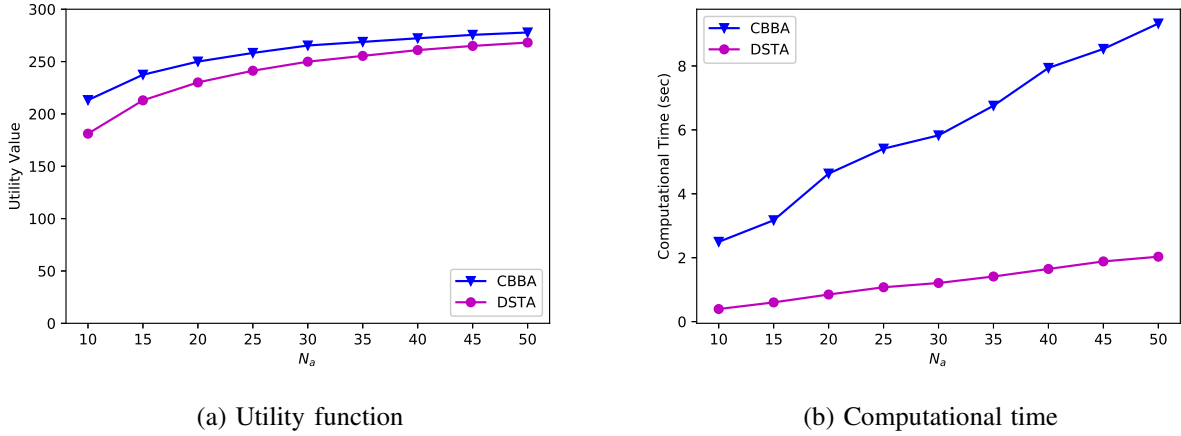 300
250
200
150
100
50
0
Utility Value
CBBA
DSTA
10 15 20 25 30 35 40 45 50
N_a
(a) Utility function
CBBA
DSTA
8
6
4
2
0
Computational Time (sec)
10 15 20 25 30 35 40 45 50
N_a
(b) Computational time